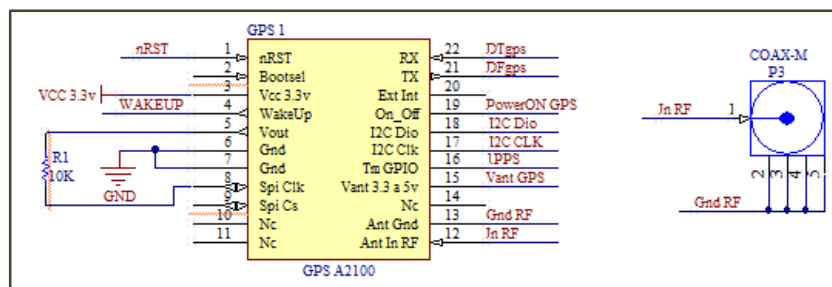 GPS 1
nRST 1 nRST RX 22 DTgps
2 Bootsel TX 21 DFgps
VCC 3.3v 3 Vcc 3.3v Ext Int 20
WAKEUP 4 WakeUp On_Off 19 PowerON GPS
5 Vout I2C Dio 18 I2C Dio
6 Gnd I2C Clk 17 I2C CLK
7 Gnd Tm GPIO 16 1PPS
8 Spi Clk Vant 3.3 a 5v 15 Vant GPS
9 Spi Cs Nc 14
10 Nc Ant Gnd 13 Gnd RF
11 Nc Ant In RF 12 In RF
GPS A2100
R1
10K
GND
COAX-M
P3
In RF 1
2 3 4 5
Gnd RF